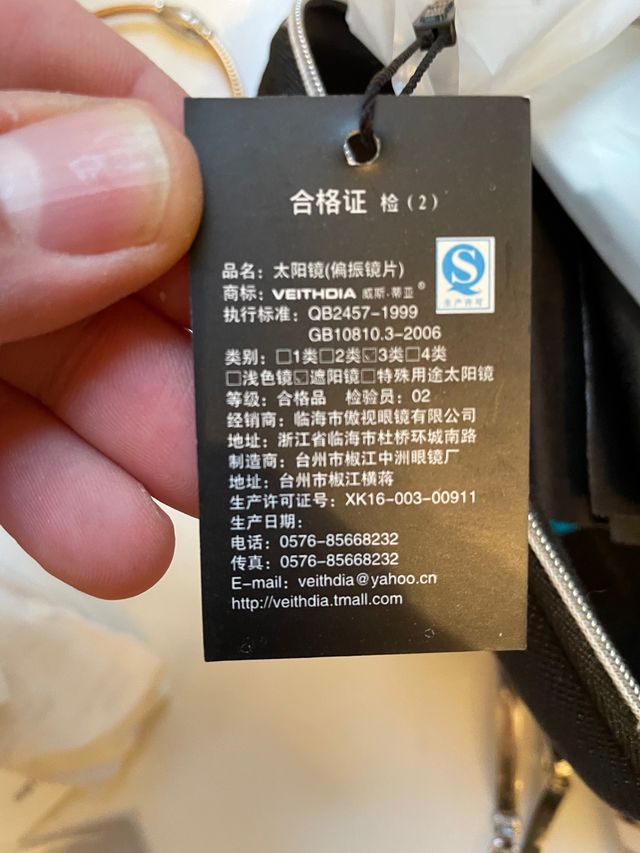 合格证 检(2)
品名：太阳镜(偏振镜片)
商标：VEITHDIA 威斯·蒂亚®
S
生产许可
执行标准：QB2457-1999
GB10810.3-2006
类别：□1类□2类☑3类□4类
□浅色镜☑遮阳镜□特殊用途太阳镜
等级：合格品 检验员：02
经销商：临海市傲视眼镜有限公司
地址：浙江省临海市杜桥环城南路
制造商：台州市椒江中洲眼镜厂
地址：台州市椒江横蒋
生产许可证号：XK16-003-00911
生产日期：
电话：0576-85668232
传真：0576-85668232
E-mail：veithdia@yahoo.cn
http://veithdia.tmall.com